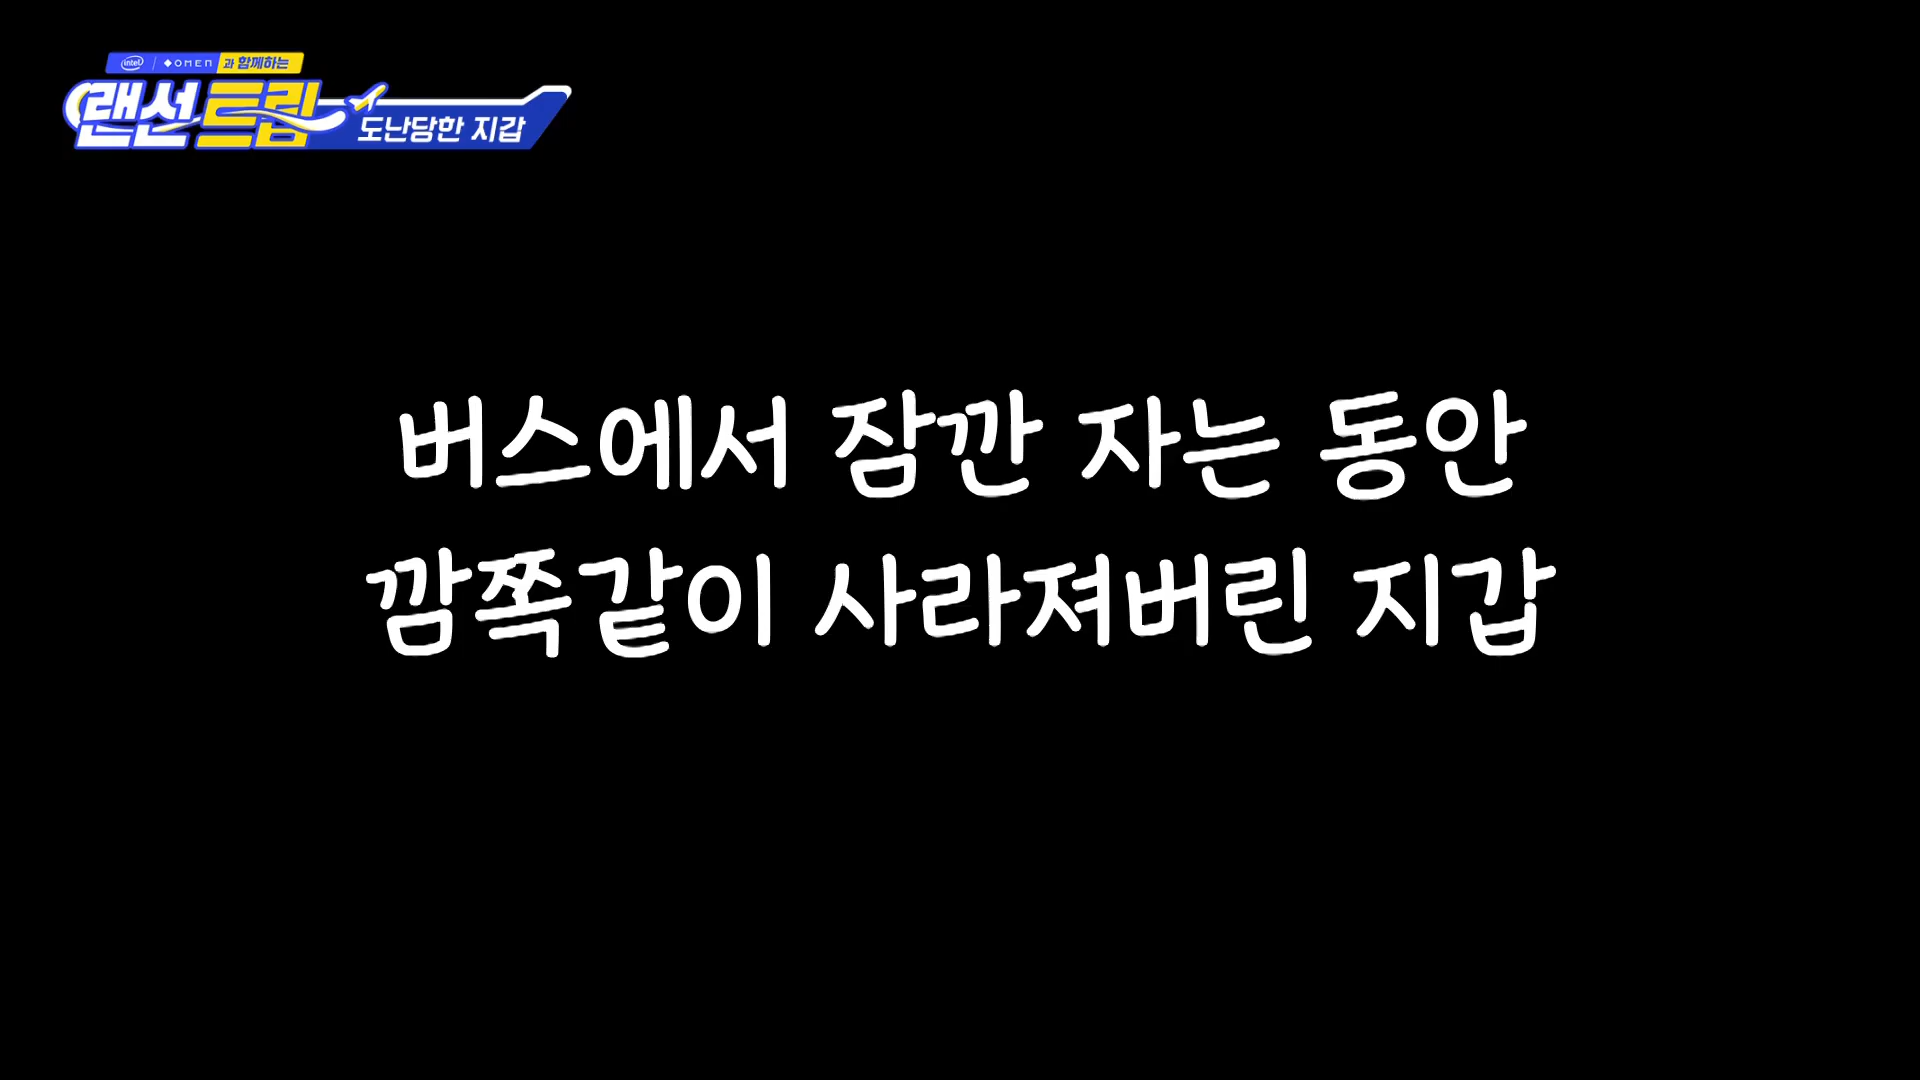 intel | OMEN 과 함께하는
랜선트립
도난당한 지갑
버스에서 잠깐 자는 동안
깜쪽같이 사라져버린 지갑